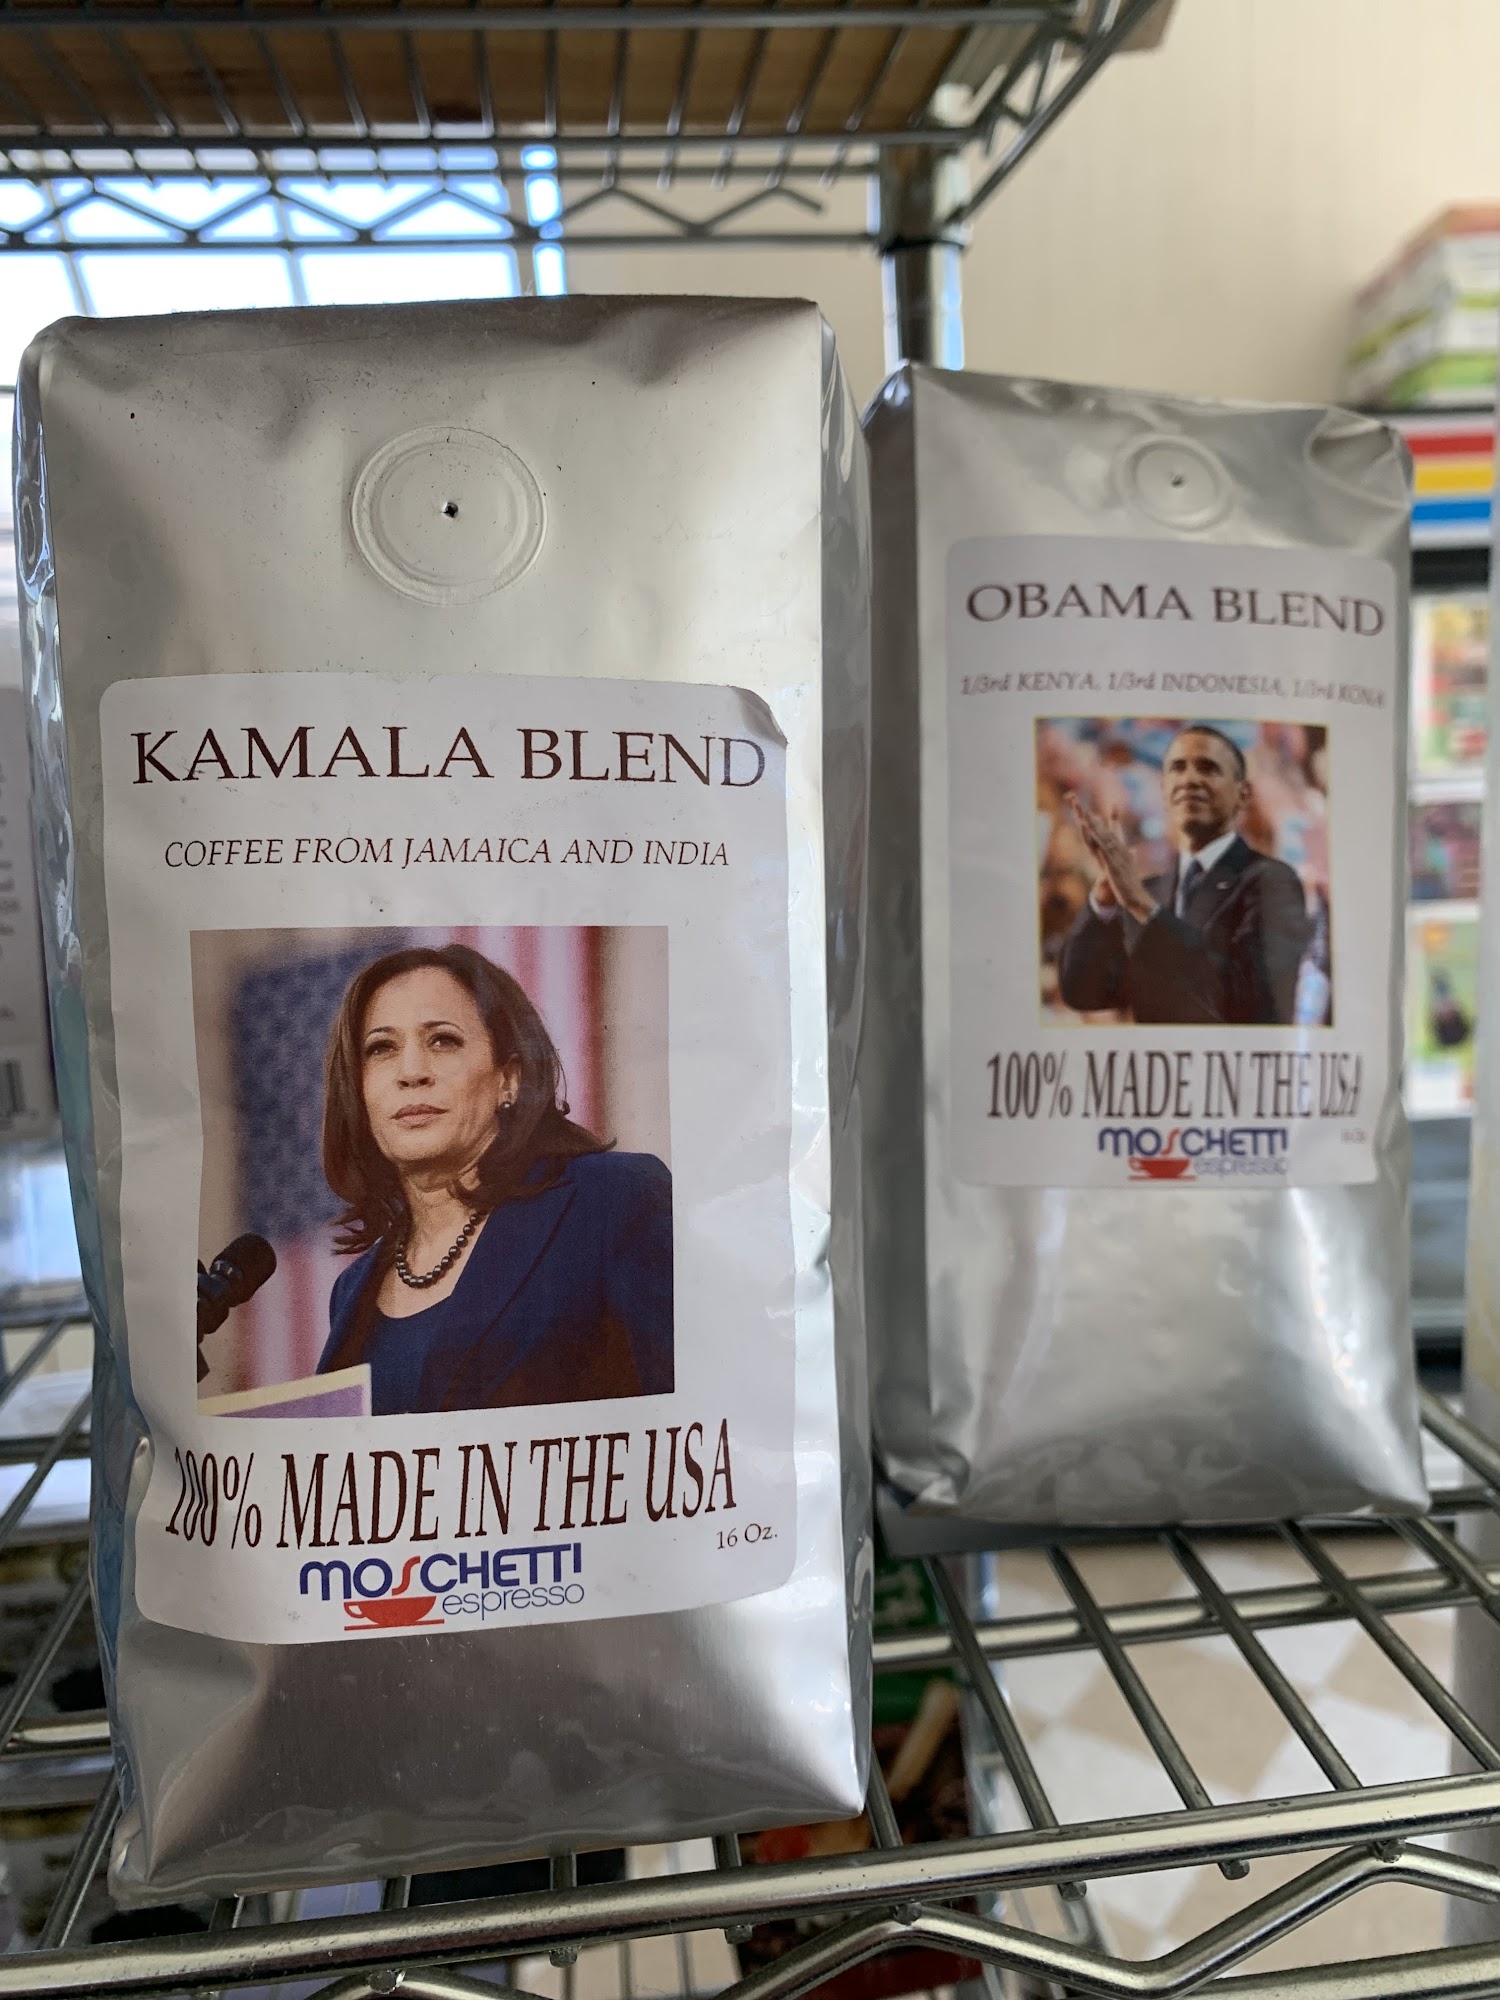 KAMALA BLEND
COFFEE FROM JAMAICA AND INDIA
100% MADE IN THE USA
16 Oz.
MOSCHETTI
espresso
OBAMA BLEND
1/3rd KENYA, 1/3rd INDONESIA, 1/3rd KONA
100% MADE IN THE USA
MOSCHETTI
espresso